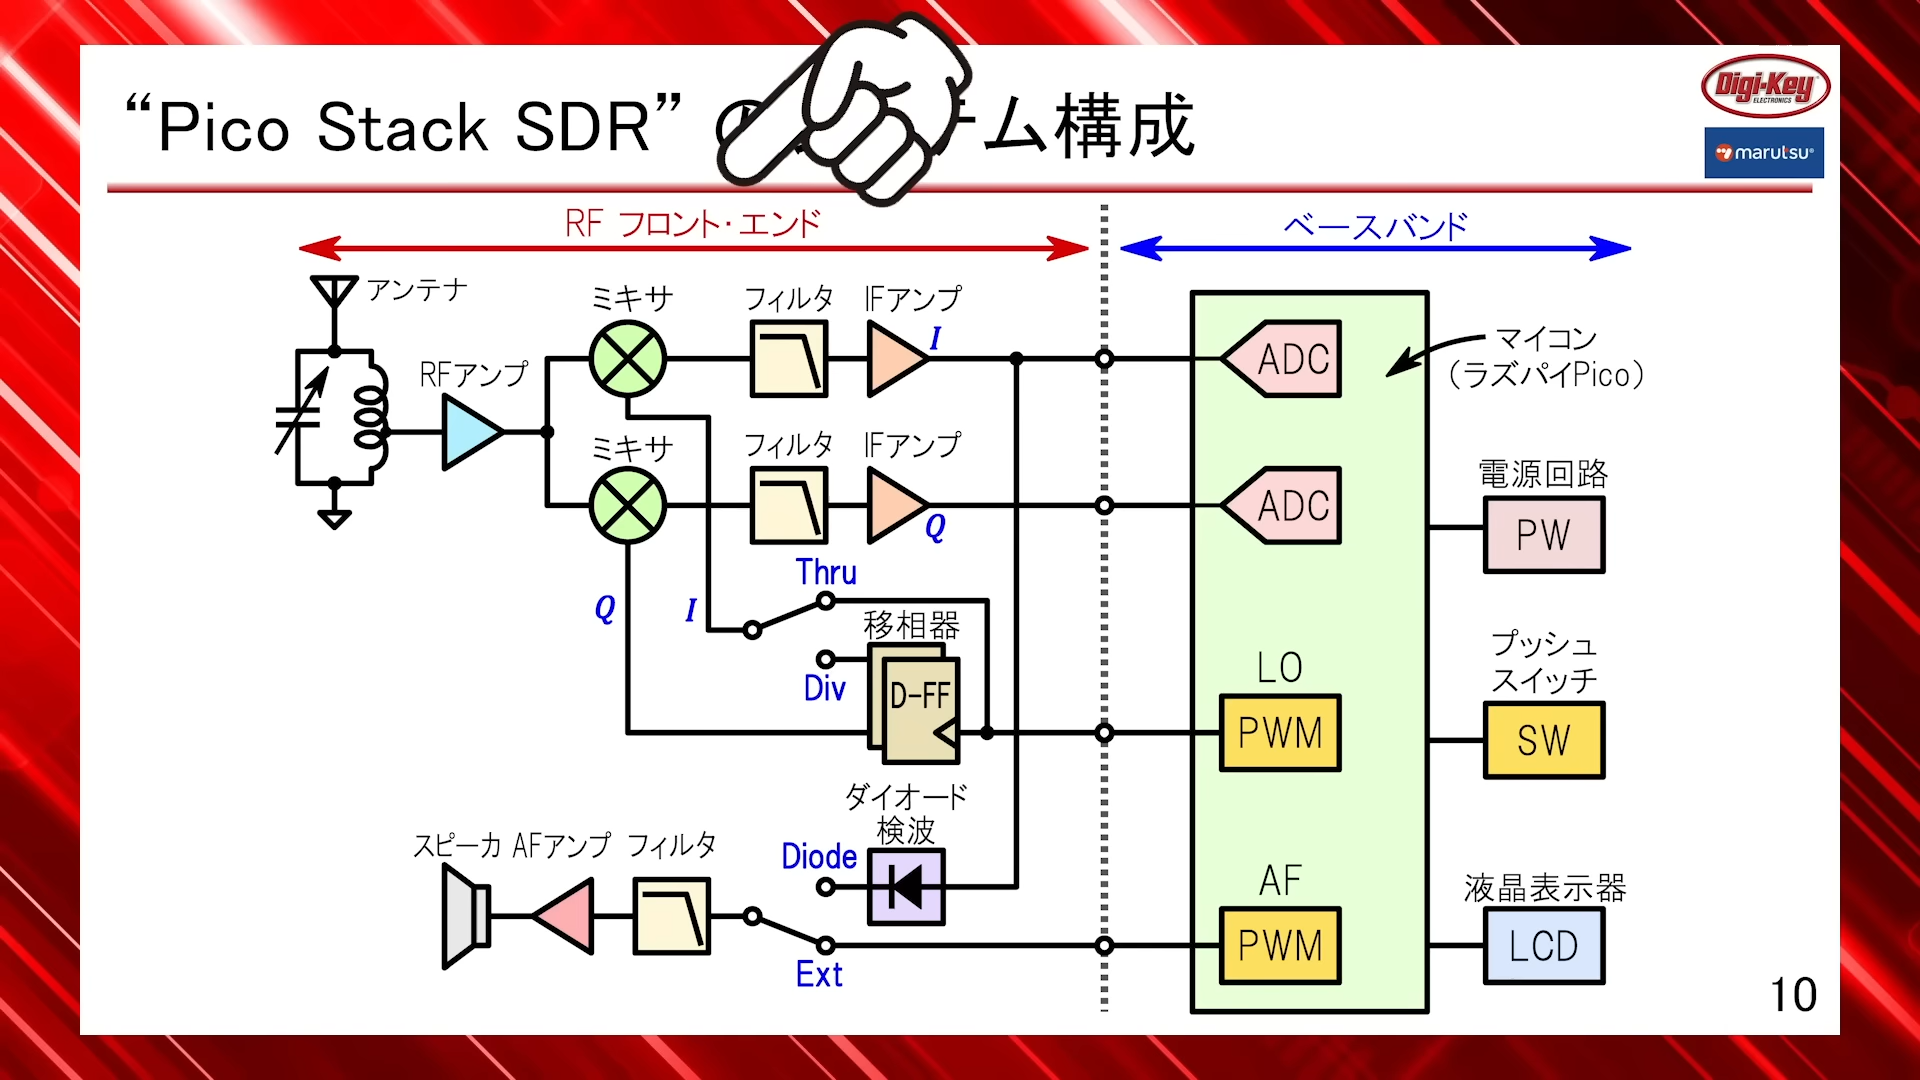 “Pico Stack SDR” ム構成
Digi-Key
ELECTRONICS
marutsu
RF フロント・エンド
ベースバンド
アンテナ
ミキサ
フィルタ
IFアンプ
I
ADC
マイコン
（ラズパイPico）
RFアンプ
ミキサ
フィルタ
IFアンプ
Q
ADC
電源回路
PW
Thru
Q
I
移相器
Div
D-FF
LO
PWM
プッシュ
スイッチ
SW
ダイオード
検波
Diode
スピーカ
AFアンプ
フィルタ
Ext
AF
PWM
液晶表示器
LCD
10